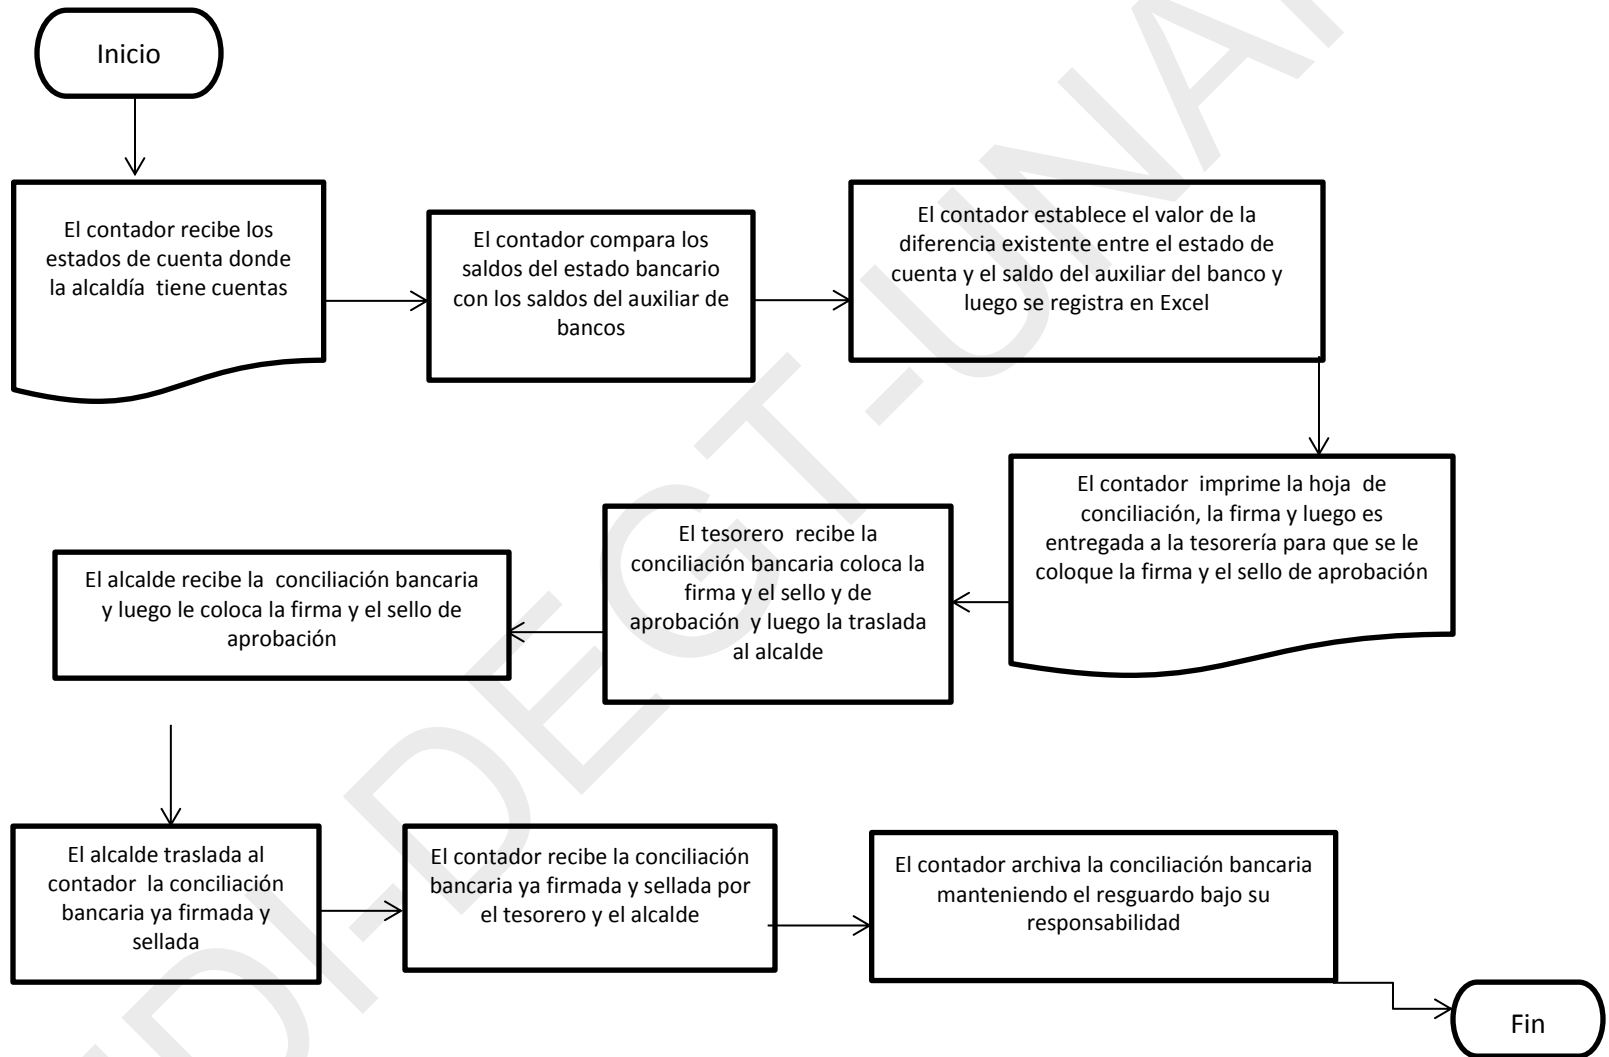 Inicio
El contador recibe los
estados de cuenta donde
la alcaldía tiene cuentas
El contador compara los
saldos del estado bancario
con los saldos del auxiliar de
bancos
El contador establece el valor de la
diferencia existente entre el estado de
cuenta y el saldo del auxiliar del banco y
luego se registra en Excel
El contador imprime la hoja de
conciliación, la firma y luego es
entregada a la tesorería para que se le
coloque la firma y el sello de aprobación
El tesorero recibe la
conciliación bancaria coloca la
firma y el sello y de
aprobación y luego la traslada
al alcalde
El alcalde recibe la conciliación bancaria
y luego le coloca la firma y el sello de
aprobación
El alcalde traslada al
contador la conciliación
bancaria ya firmada y
sellada
El contador recibe la conciliación
bancaria ya firmada y sellada por
el tesorero y el alcalde
El contador archiva la conciliación bancaria
manteniendo el resguardo bajo su
responsabilidad
Fin
DI-DEGT-UNA